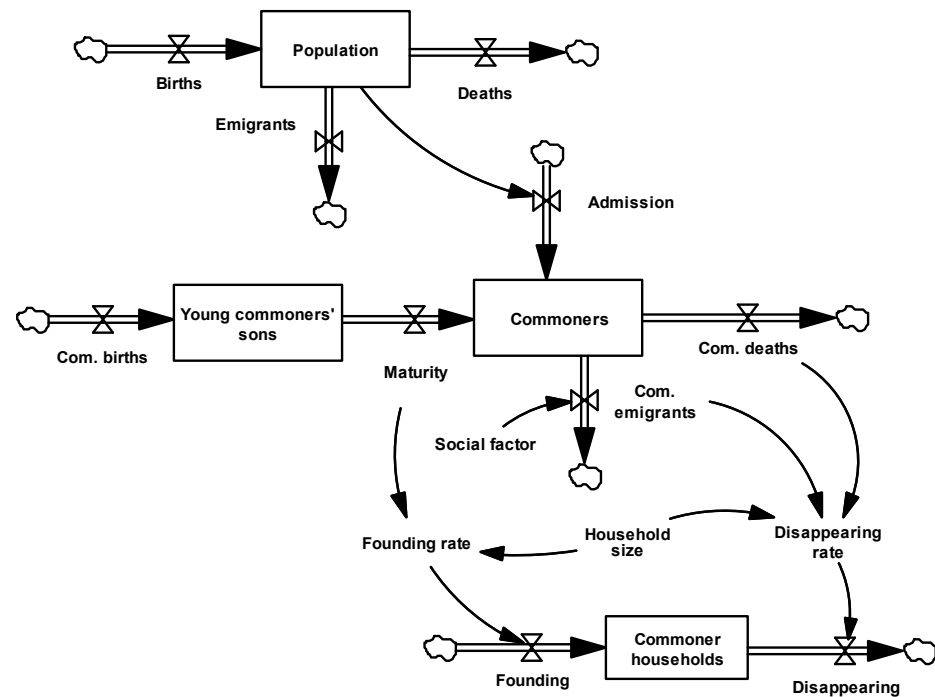 Population
Births
Deaths
Emigrants
Admission
Young commoners'
sons
Commoners
Com. births
Maturity
Com. deaths
Com.
emigrants
Social factor
Founding rate
Household
size
Disappearing
rate
Commoner
households
Founding
Disappearing